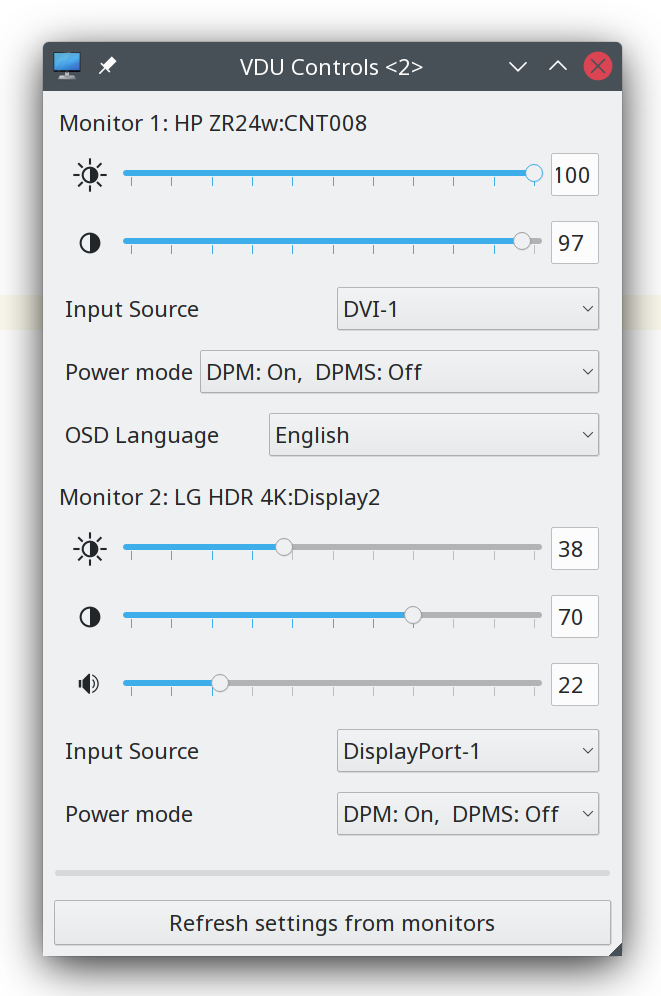 VDU Controls <2>
Monitor 1: HP ZR24w:CNT008
100
97
Input Source DVI-1
Power mode DPM: On,  DPMS: Off
OSD Language English
Monitor 2: LG HDR 4K:Display2
38
70
22
Input Source DisplayPort-1
Power mode DPM: On,  DPMS: Off
Refresh settings from monitors